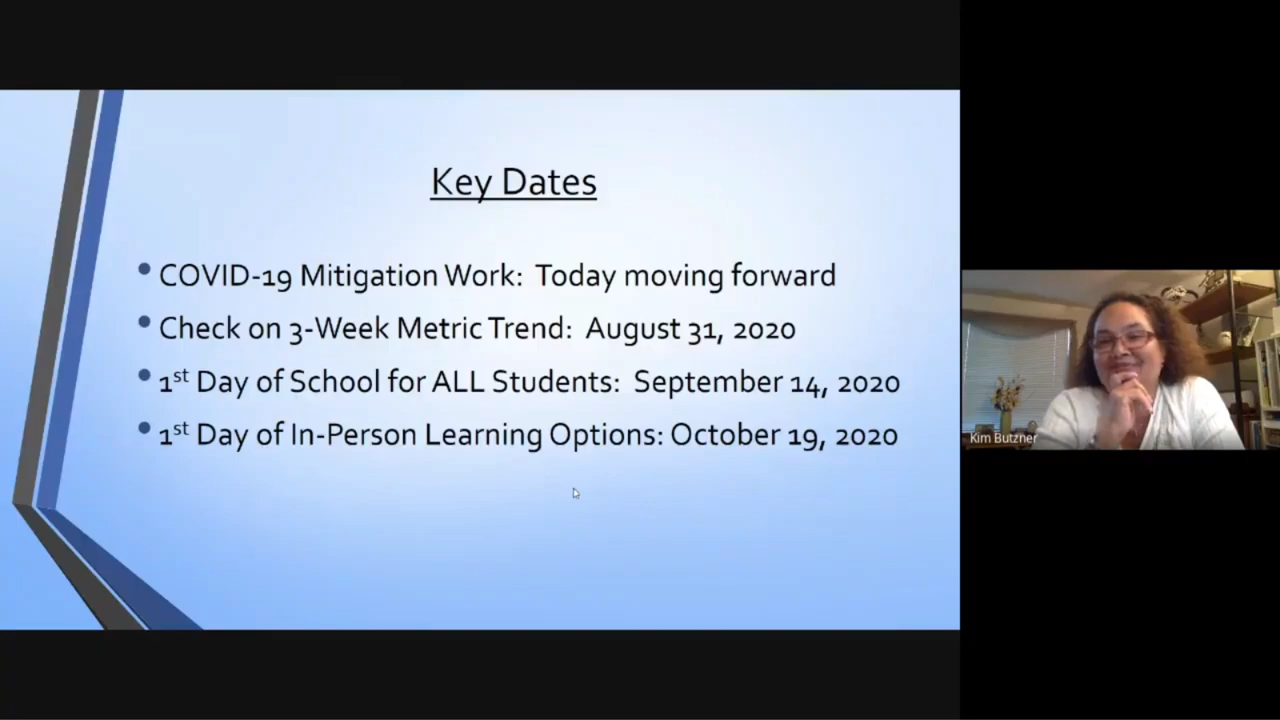 Key Dates
COVID-19 Mitigation Work: Today moving forward
Check on 3-Week Metric Trend: August 31, 2020
1st Day of School for ALL Students: September 14, 2020
1st Day of In-Person Learning Options: October 19, 2020
Kim Butzner